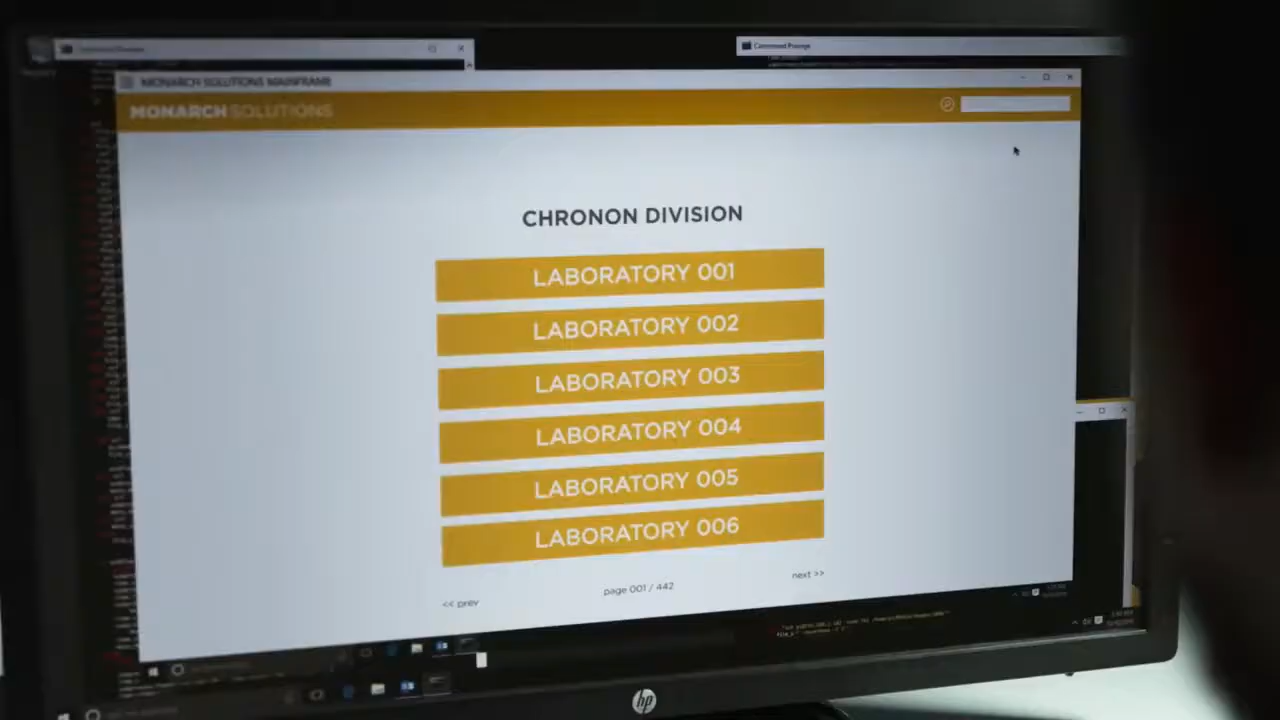 Command Prompt
MONARCH SOLUTIONS MAINFRAME
MONARCH SOLUTIONS
CHRONON DIVISION
LABORATORY 001
LABORATORY 002
LABORATORY 003
LABORATORY 004
LABORATORY 005
LABORATORY 006
<< prev
page 001 / 442
next >>
hp